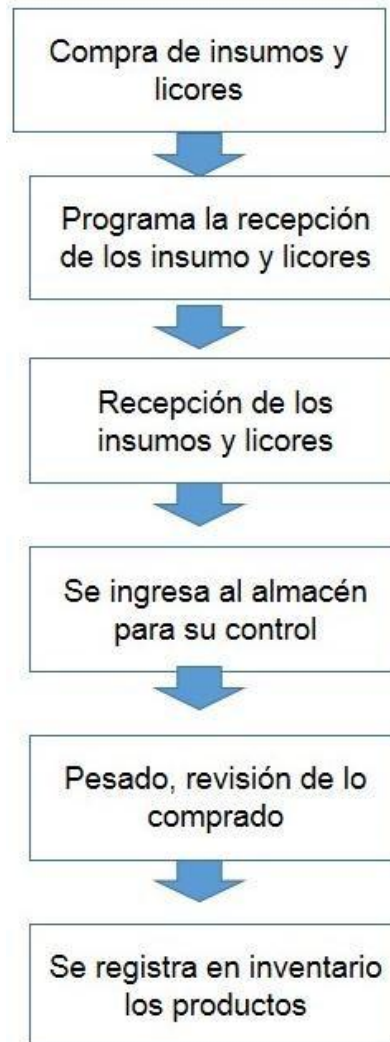 Compra de insumos y
licores
Programa la recepción
de los insumo y licores
Recepción de los
insumos y licores
Se ingresa al almacén
para su control
Pesado, revisión de lo
comprado
Se registra en inventario
los productos